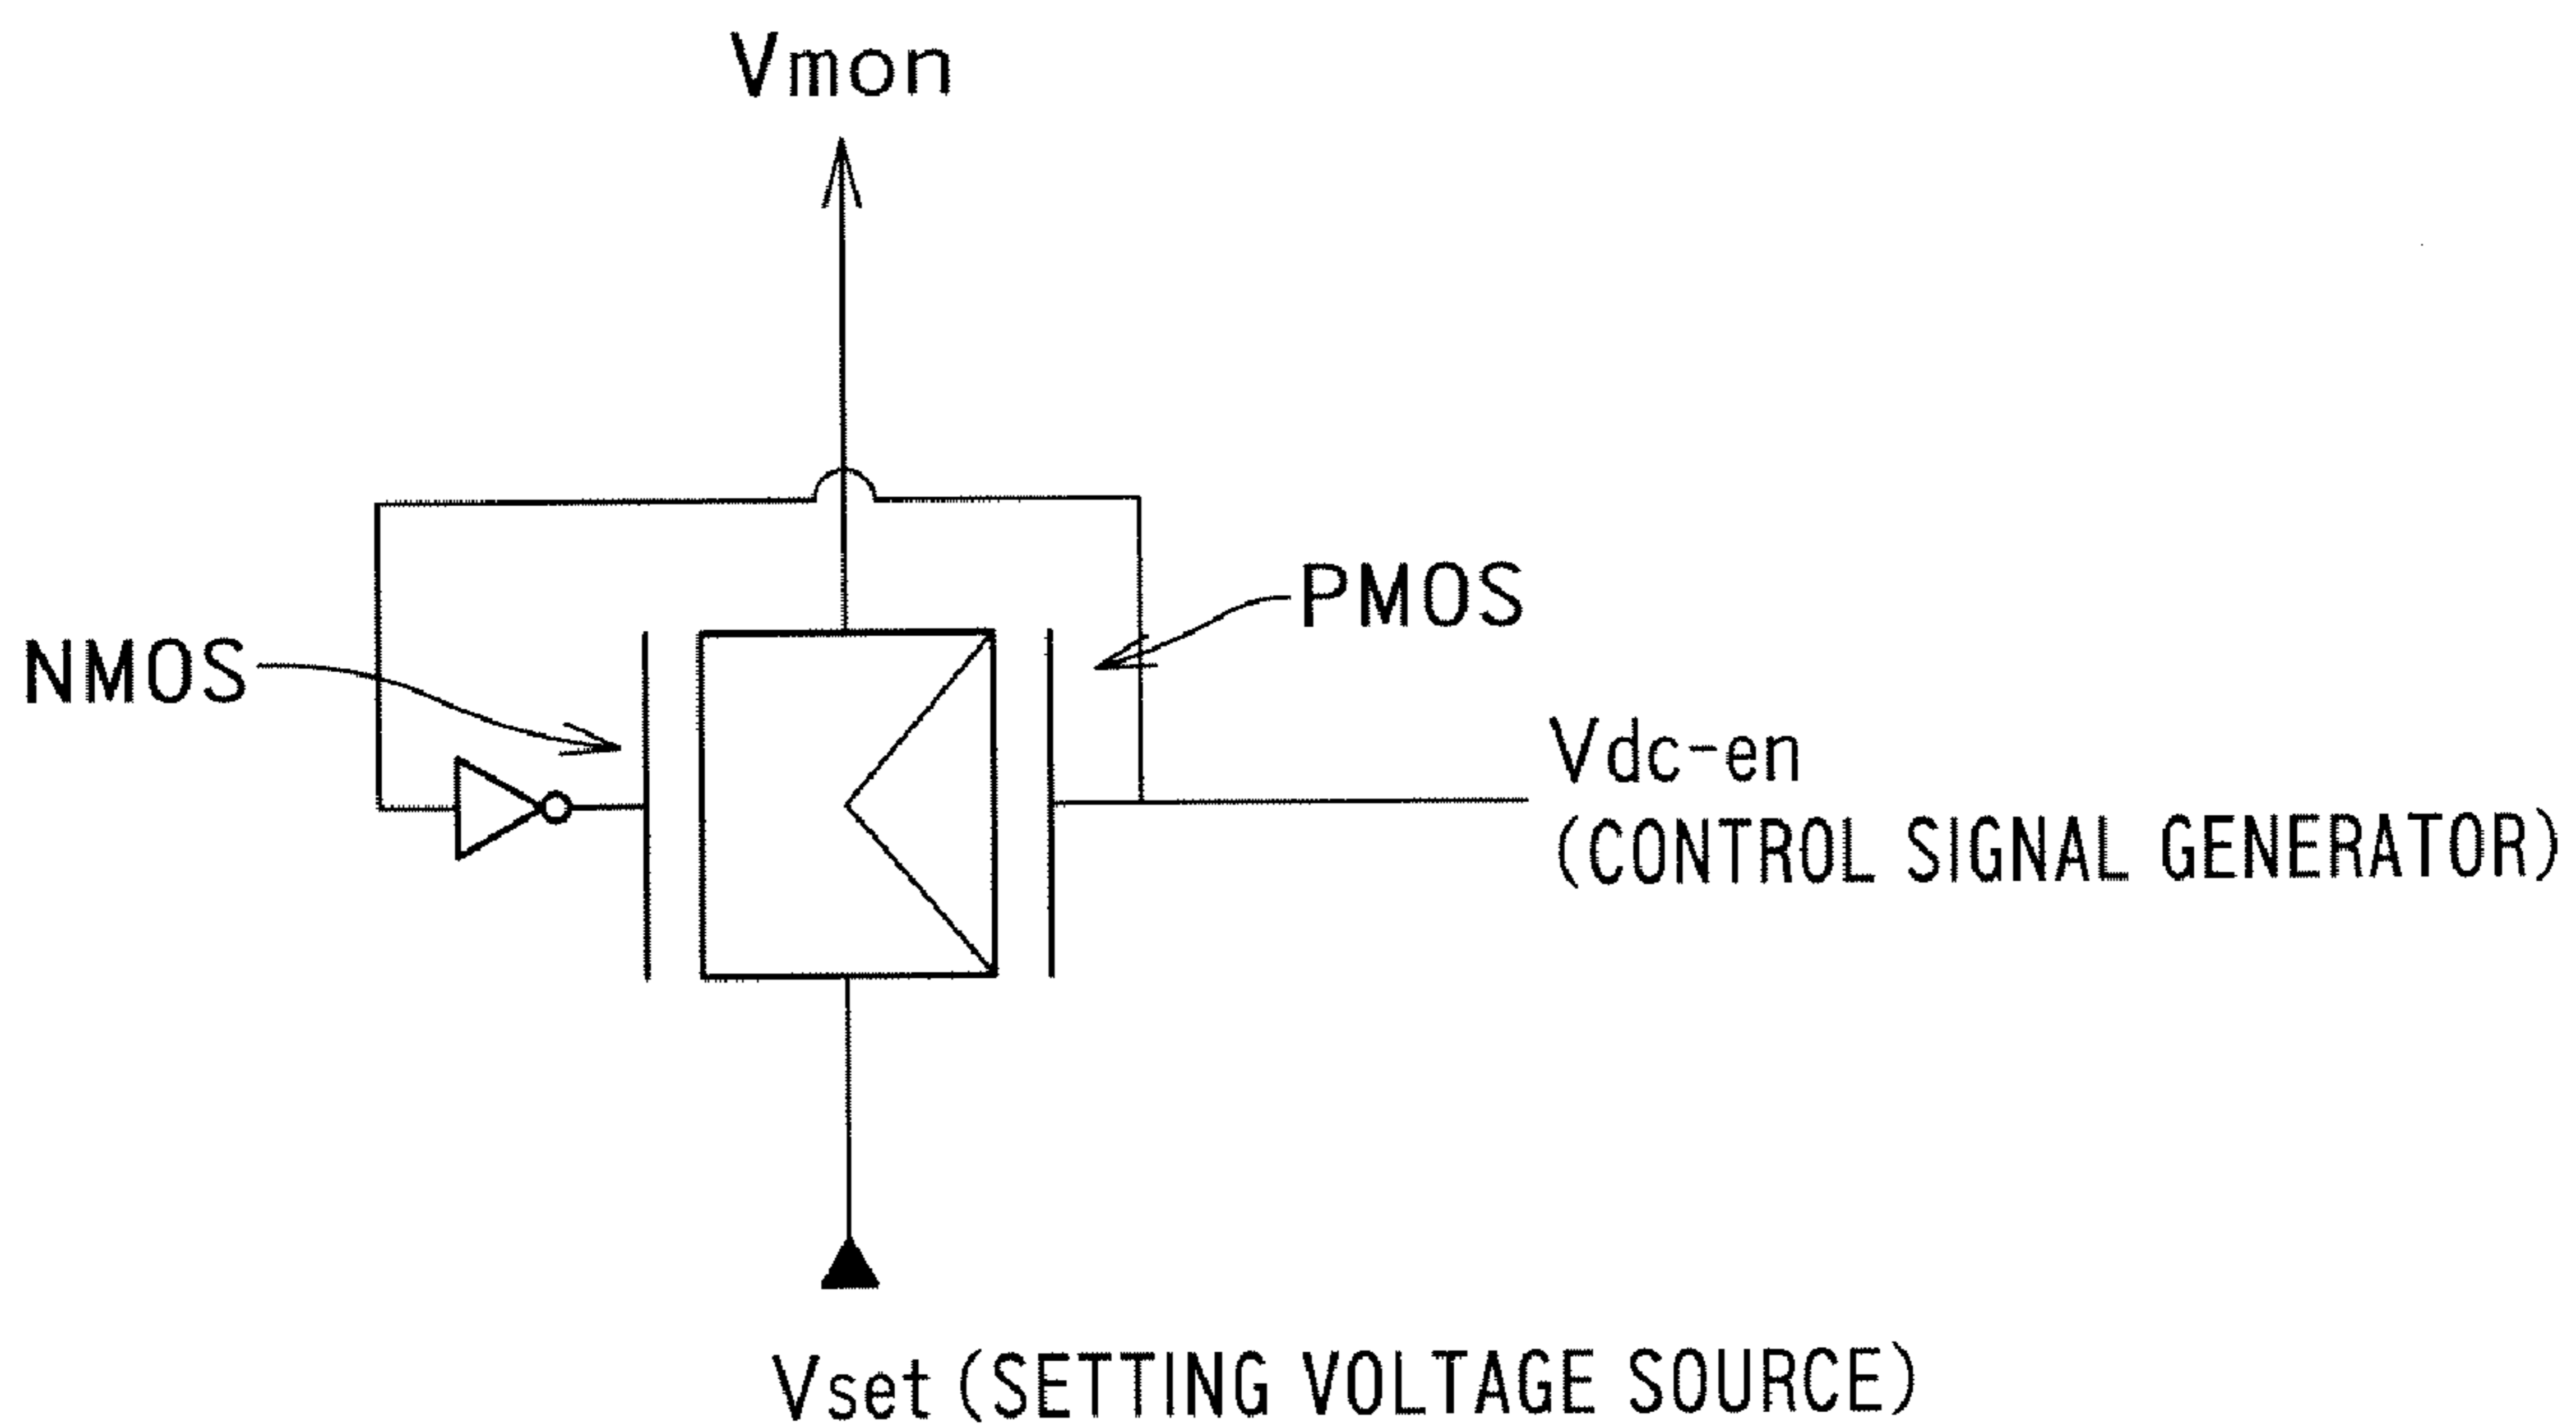 Vmon
PMOS
NMOS
Vdc-en
(CONTROL SIGNAL GENERATOR)
Vset (SETTING VOLTAGE SOURCE)